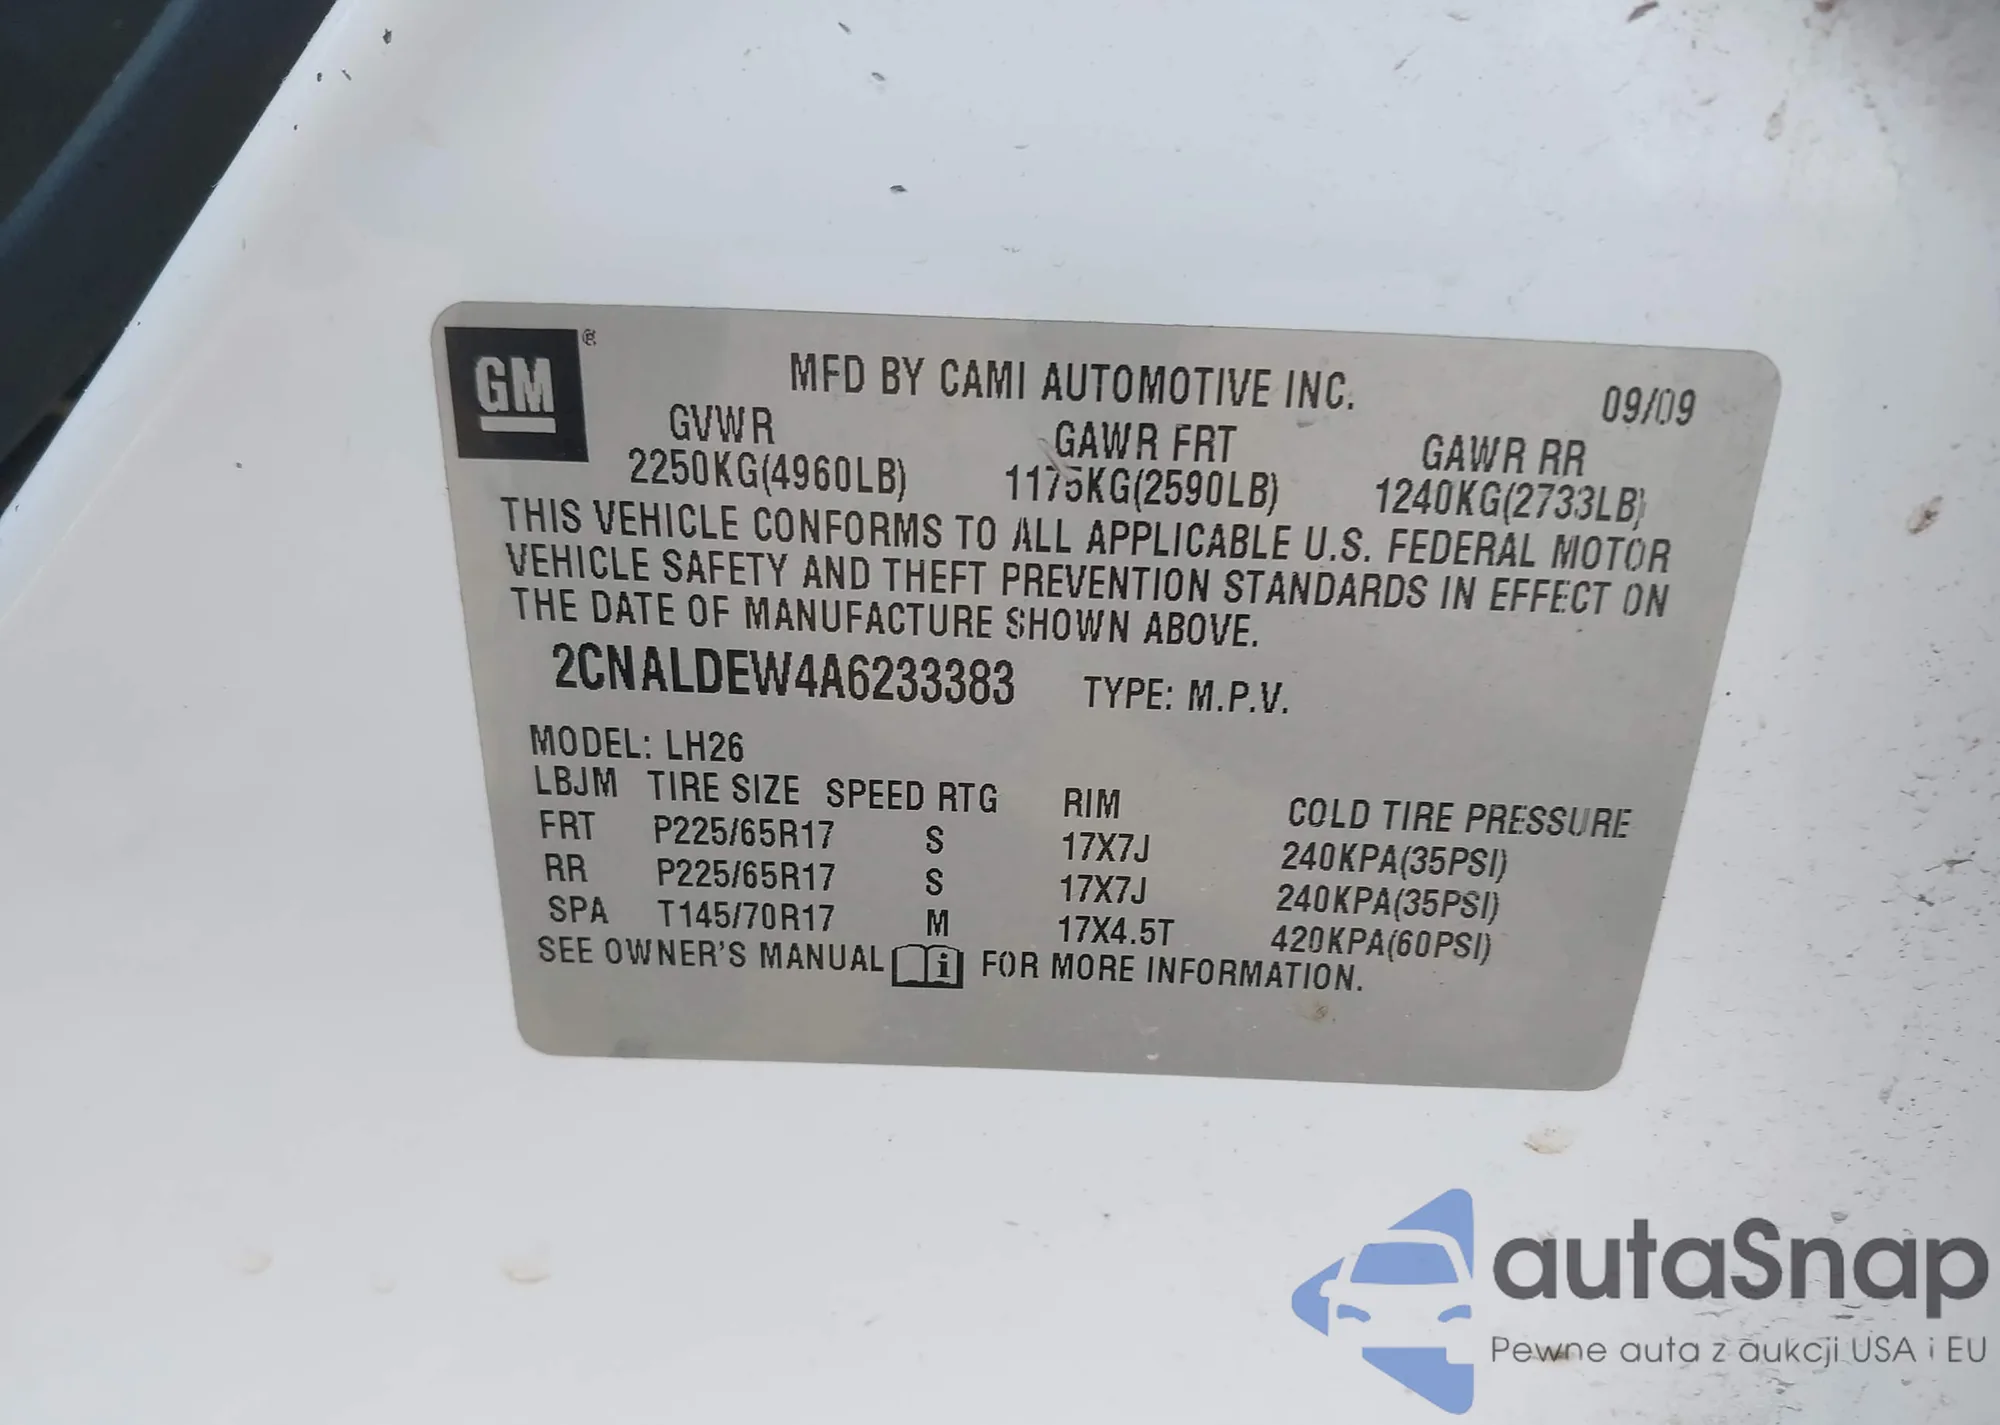 GM ®
MFD BY CAMI AUTOMOTIVE INC. 09/09
GVWR GAWR FRT GAWR RR
2250KG(4960LB) 1175KG(2590LB) 1240KG(2733LB)
THIS VEHICLE CONFORMS TO ALL APPLICABLE U.S. FEDERAL MOTOR
VEHICLE SAFETY AND THEFT PREVENTION STANDARDS IN EFFECT ON
THE DATE OF MANUFACTURE SHOWN ABOVE.
2CNALDEW4A6233383 TYPE: M.P.V.
MODEL: LH26
LBJM TIRE SIZE SPEED RTG RIM COLD TIRE PRESSURE
FRT P225/65R17 S 17X7J 240KPA(35PSI)
RR P225/65R17 S 17X7J 240KPA(35PSI)
SPA T145/70R17 M 17X4.5T 420KPA(60PSI)
SEE OWNER'S MANUAL i FOR MORE INFORMATION.
autaSnap
Pewne auta z aukcji USA i EU